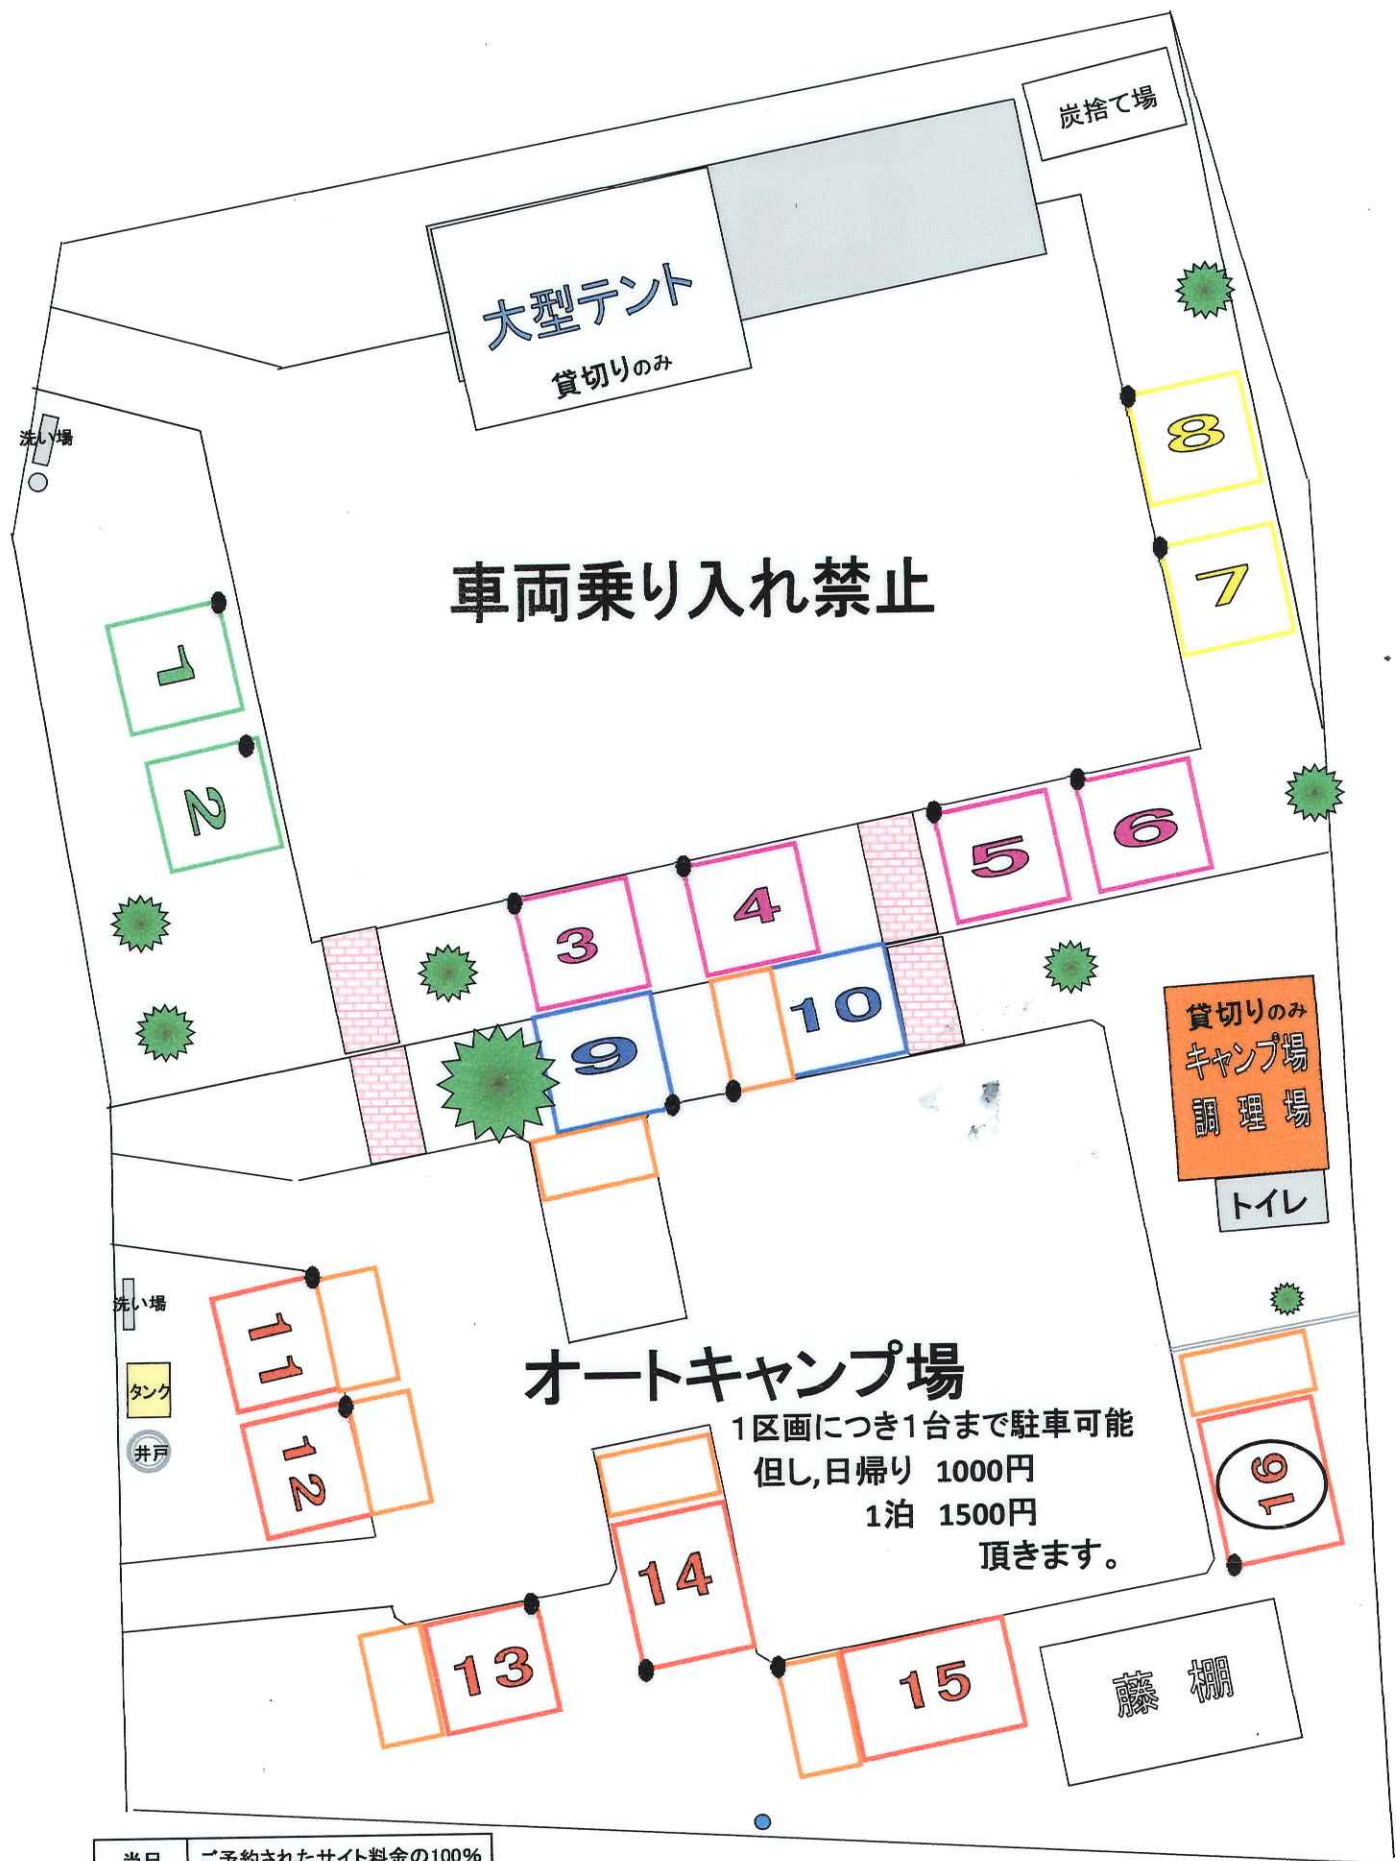 炭捨て場
大型テント
貸切りのみ
洗い場
8
車両乗り入れ禁止
7
1
2
6
5
4
3
10
9
貸切りのみ
キャンプ場
調理場
トイレ
洗い場
11
オートキャンプ場
タンク
1区画につき1台まで駐車可能
井戸
12
但し,日帰り 1000円
16
1泊 1500円
頂きます。
14
13
15
藤 棚
当日 ご予約されたサイト料金の100%